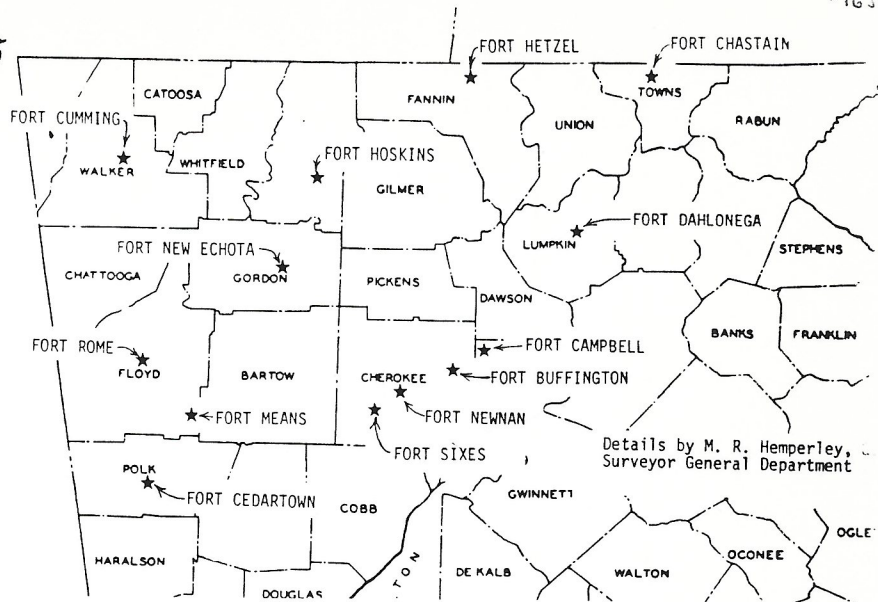 FORT HETZEL
FORT CHASTAIN
CATOOSA
FANNIN
TOWNS
FORT CUMMING
UNION
RABUN
FORT HOSKINS
WHITFIELD
WALKER
GILMER
FORT DAHLONEGA
LUMPKIN
FORT NEW ECHOTA
STEPHENS
CHATTOOGA
GORDON
PICKENS
DAWSON
BANKS
FRANKLIN
FORT ROME
FORT CAMPBELL
FLOYD
BARTOW
CHEROKEE
FORT BUFFINGTON
FORT MEANS
FORT NEWNAN
FORT SIXES
Details by M. R. Hemperley,
Surveyor General Department
POLK
FORT CEDARTOWN
GWINNETT
COBB
OGLE
HARALSON
TON
DE KALB
WALTON
OCONEE
DOUGLAS